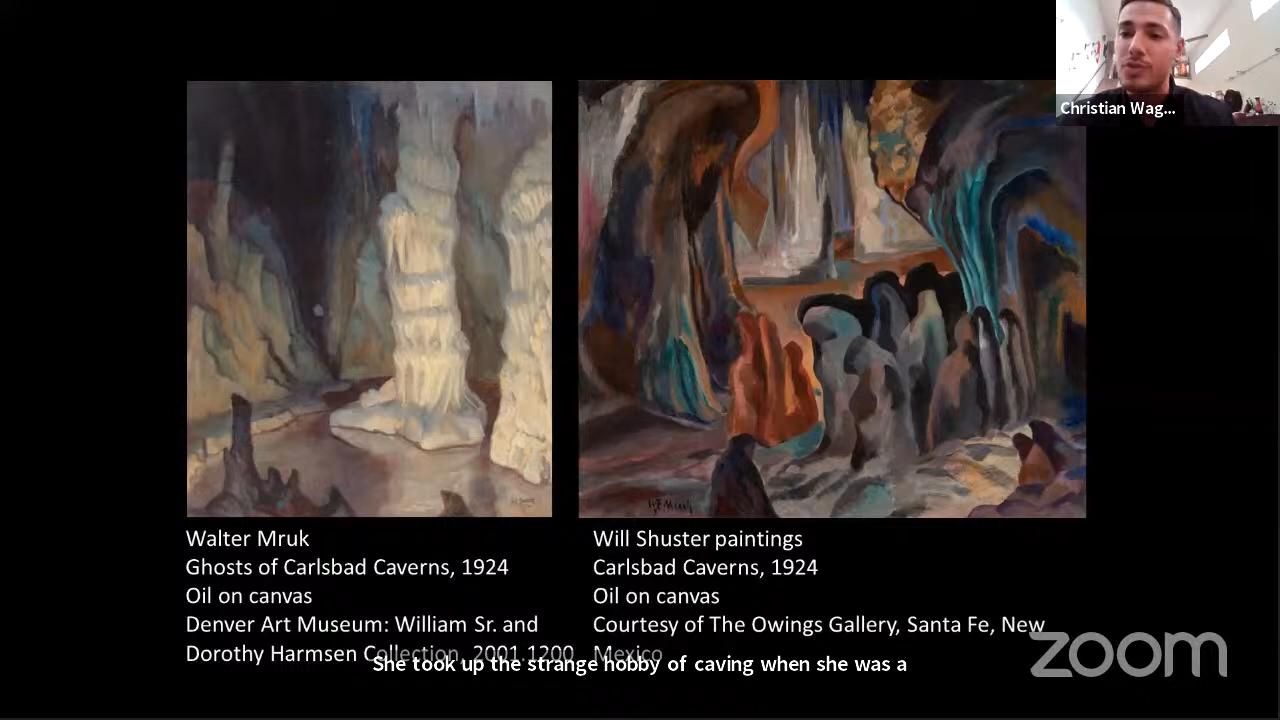 Christian Wag...
Walter Mruk
Ghosts of Carlsbad Caverns, 1924
Oil on canvas
Denver Art Museum: William Sr. and
Dorothy Harmsen Collection, 2001.1200
Will Shuster paintings
Carlsbad Caverns, 1924
Oil on canvas
Courtesy of The Owings Gallery, Santa Fe, New
Mexico
She took up the strange hobby of caving when she was a
zoom